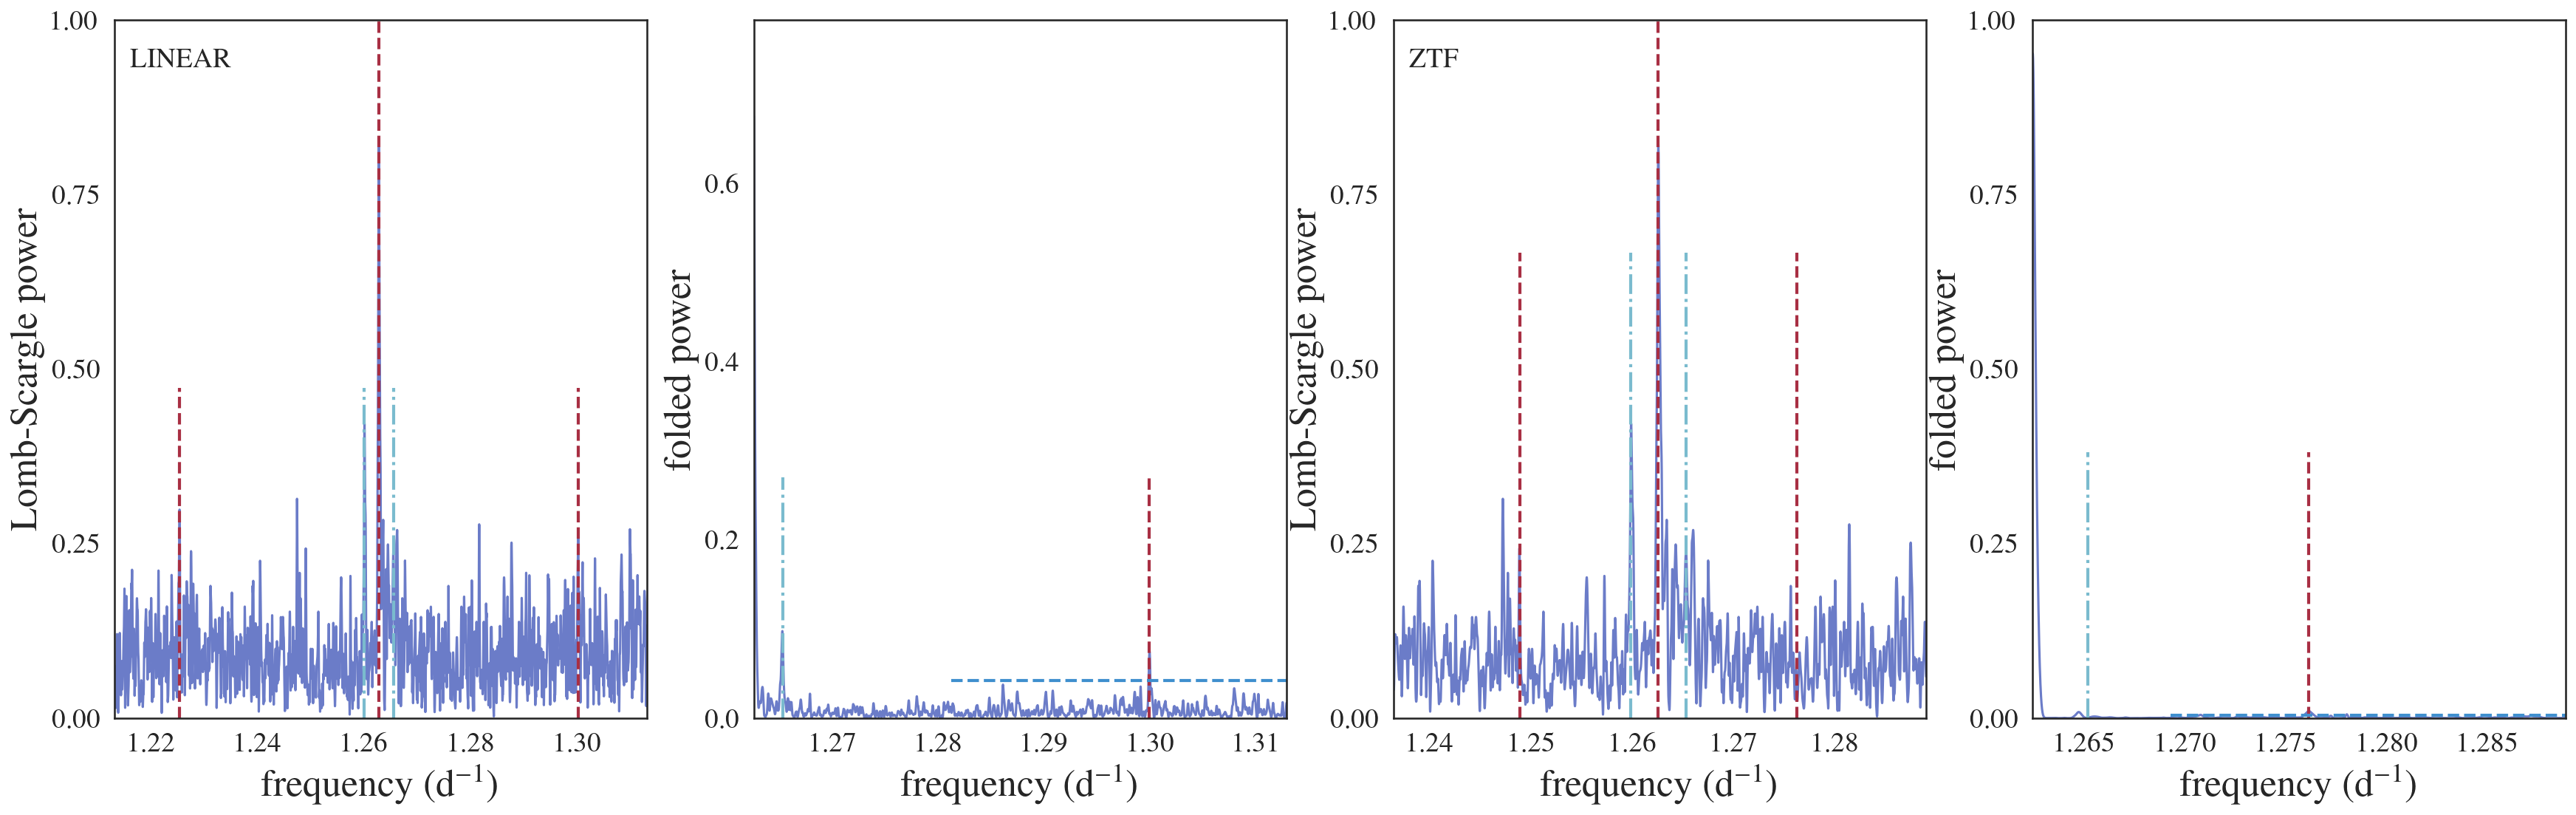 LINEAR
Lomb-Scargle power
1.00
0.75
0.50
0.25
0.00
1.22 1.24 1.26 1.28 1.30
frequency (d⁻¹)
folded power
0.6
0.4
0.2
0.0
1.27 1.28 1.29 1.30 1.31
frequency (d⁻¹)
ZTF
Lomb-Scargle power
1.00
0.75
0.50
0.25
0.00
1.24 1.25 1.26 1.27 1.28
frequency (d⁻¹)
folded power
1.00
0.75
0.50
0.25
0.00
1.265 1.270 1.275 1.280 1.285
frequency (d⁻¹)